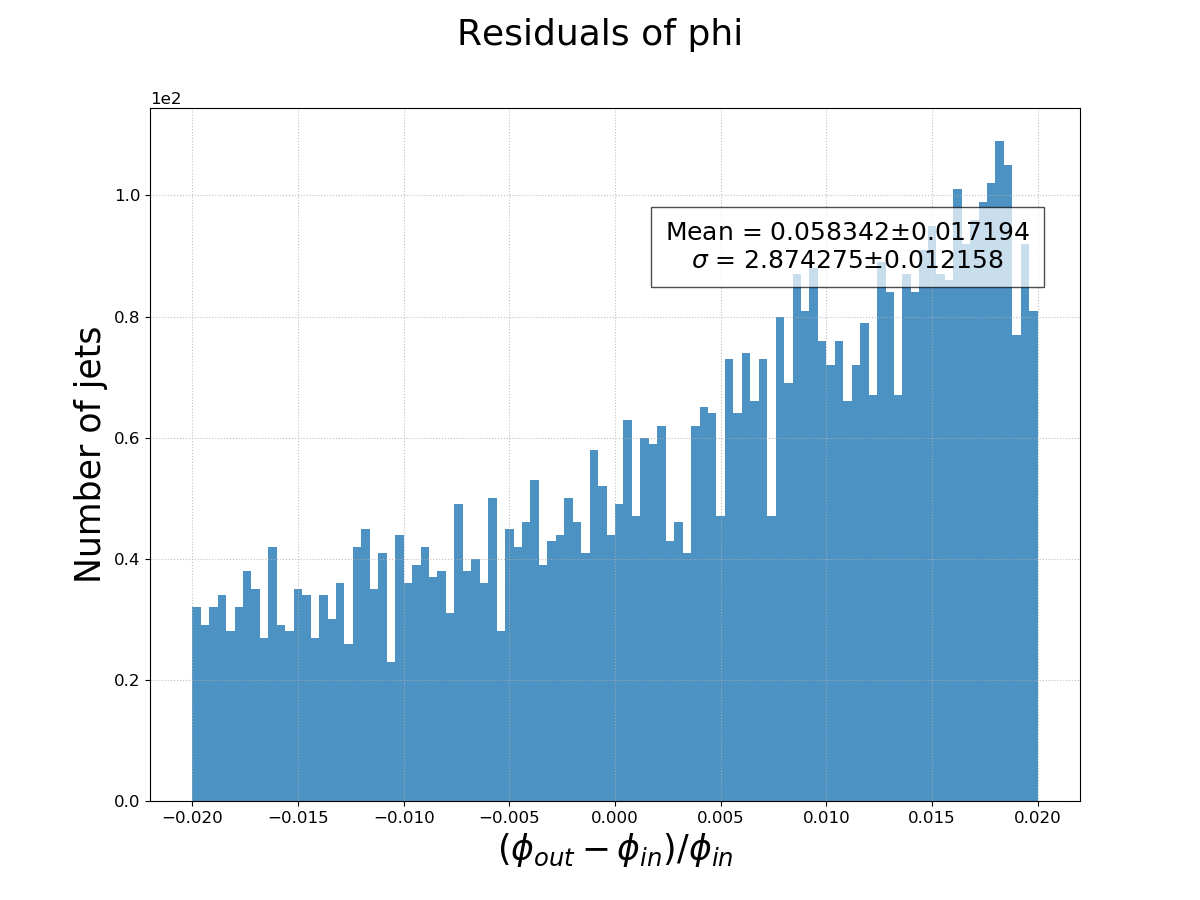 Residuals of phi
1e2
1.0
0.8
0.6
0.4
0.2
0.0
Number of jets
Mean = 0.058342±0.017194
σ = 2.874275±0.012158
−0.020 −0.015 −0.010 −0.005 0.000 0.005 0.010 0.015 0.020
(ϕout − ϕin)/ϕin